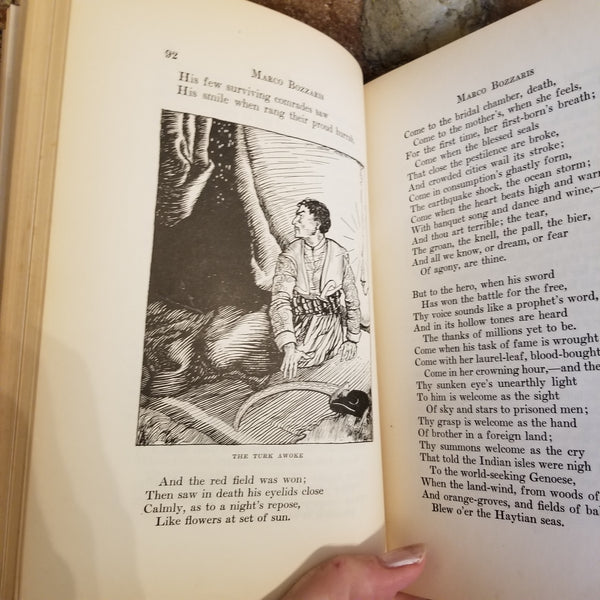 92
MARCO BOZZARIS
His few surviving comrades saw
His smile when rang their proud hurrah,
THE TURK AWOKE
And the red field was won;
Then saw in death his eyelids close
Calmly, as to a night's repose,
Like flowers at set of sun.
MARCO BOZZARIS
Come to the bridal chamber, death,
Come to the mother's, when she feels,
For the first time, her first-born's breath;
Come when the blessed seals
That close the pestilence are broke,
And crowded cities wail its stroke;
Come in consumption's ghastly form,
The earthquake shock, the ocean storm;
Come when the heart beats high and warm
With banquet song and dance and wine,—
And thou art terrible; the tear,
The groan, the knell, the pall, the bier,
And all we know, or dream, or fear
Of agony, are thine.
But to the hero, when his sword
Has won the battle for the free,
Thy voice sounds like a prophet's word,
And in its hollow tones are heard
The thanks of millions yet to be.
Come when his task of fame is wrought
Come with her laurel-leaf, blood-bought
Come in her crowning hour,—and the
Thy sunken eye's unearthly light
To him is welcome as the sight
Of sky and stars to prisoned men;
Thy grasp is welcome as the hand
Of brother in a foreign land;
Thy summons welcome as the cry
That told the Indian isles were nigh
To the world-seeking Genoese,
When the land-wind, from woods of
And orange-groves, and fields of
Blew o'er the Haytian seas.